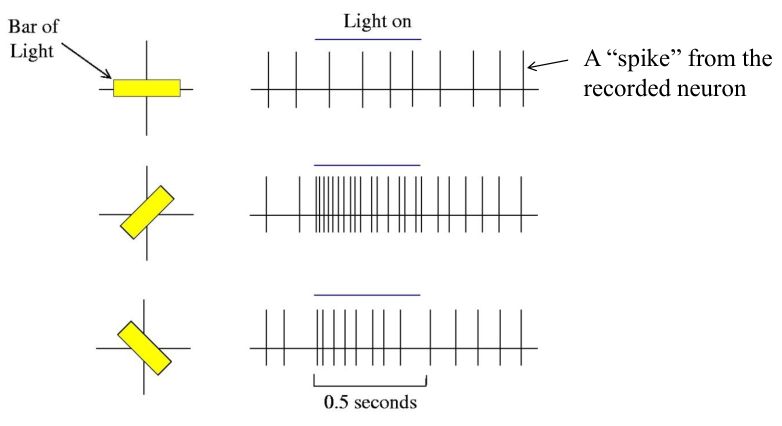 Bar of
Light
Light on
A “spike” from the
recorded neuron
0.5 seconds